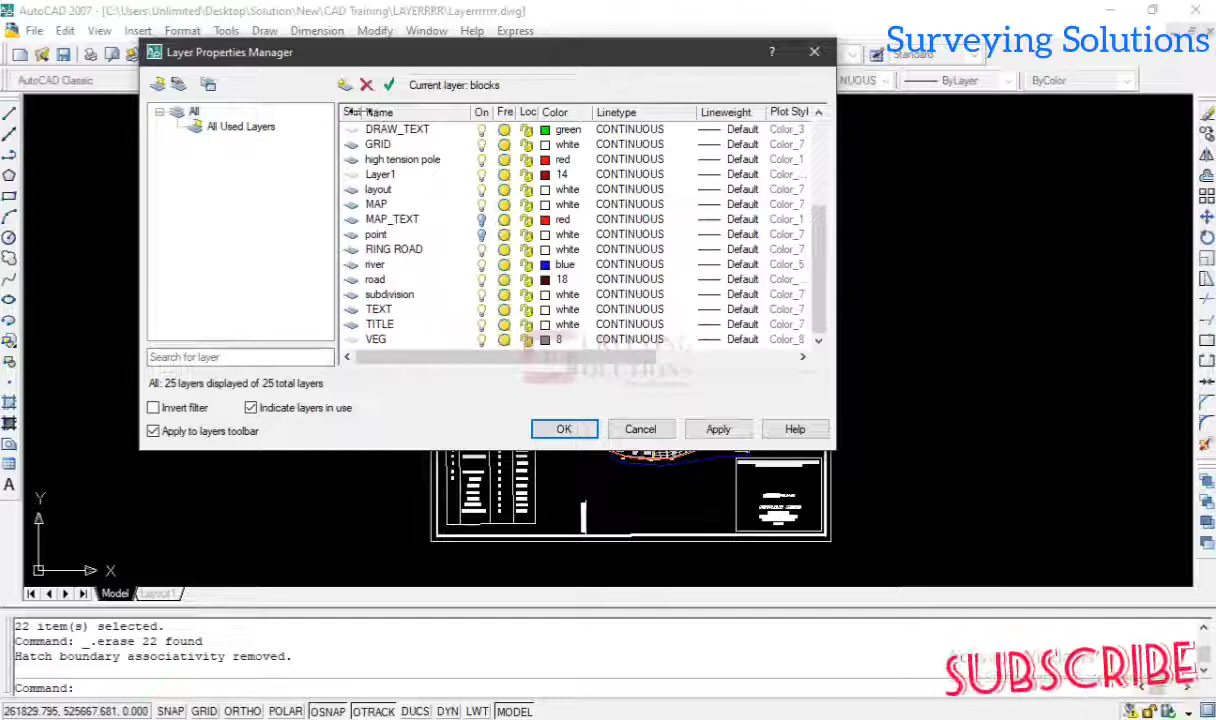 AutoCAD 2007 - [C:\Users\Unlimited\Desktop\Solution\New\CAD Training\LAYERRRR\Layerrrrrr.dwg]
File Edit View Insert Format Tools Draw Dimension Modify Window Help Express
Surveying Solutions
Standard
AutoCAD Classic
NUOUS ByLayer ByColor
Layer Properties Manager
Current layer: blocks
All
All Used Layers
Name On Fre Loc Color Linetype Lineweight Plot Styl
DRAW_TEXT green CONTINUOUS Default Color_3
GRID white CONTINUOUS Default Color_7
high tension pole red CONTINUOUS Default Color_1
Layer1 14 CONTINUOUS Default Color_...
layout white CONTINUOUS Default Color_7
MAP white CONTINUOUS Default Color_7
MAP_TEXT red CONTINUOUS Default Color_1
point white CONTINUOUS Default Color_7
RING ROAD white CONTINUOUS Default Color_7
river blue CONTINUOUS Default Color_5
road 18 CONTINUOUS Default Color_...
subdivision white CONTINUOUS Default Color_7
TEXT white CONTINUOUS Default Color_7
TITLE white CONTINUOUS Default Color_7
VEG 8 CONTINUOUS Default Color_8
Search for layer
All: 25 layers displayed of 25 total layers
Invert filter
Indicate layers in use
Apply to layers toolbar
OK Cancel Apply Help
Y
X
Model Layout1
22 item(s) selected.
Command: _.erase 22 found
Hatch boundary associativity removed.
Command:
SUBSCRIBE
261829.795, 525667.681, 0.000 SNAP GRID ORTHO POLAR OSNAP OTRACK DUCS DYN LWT MODEL